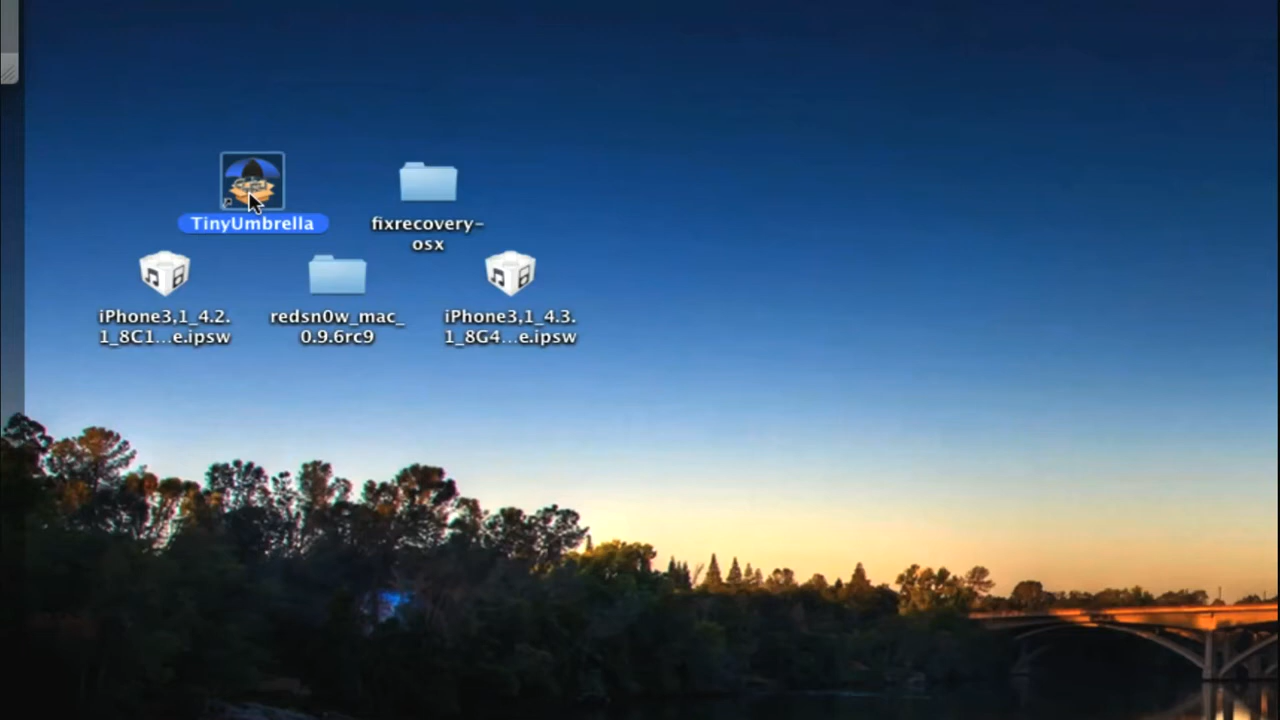 TinyUmbrella
fixrecovery-
osx
iPhone3,1_4.2.
1_8C1...e.ipsw
redsn0w_mac_
0.9.6rc9
iPhone3,1_4.3.
1_8G4...e.ipsw